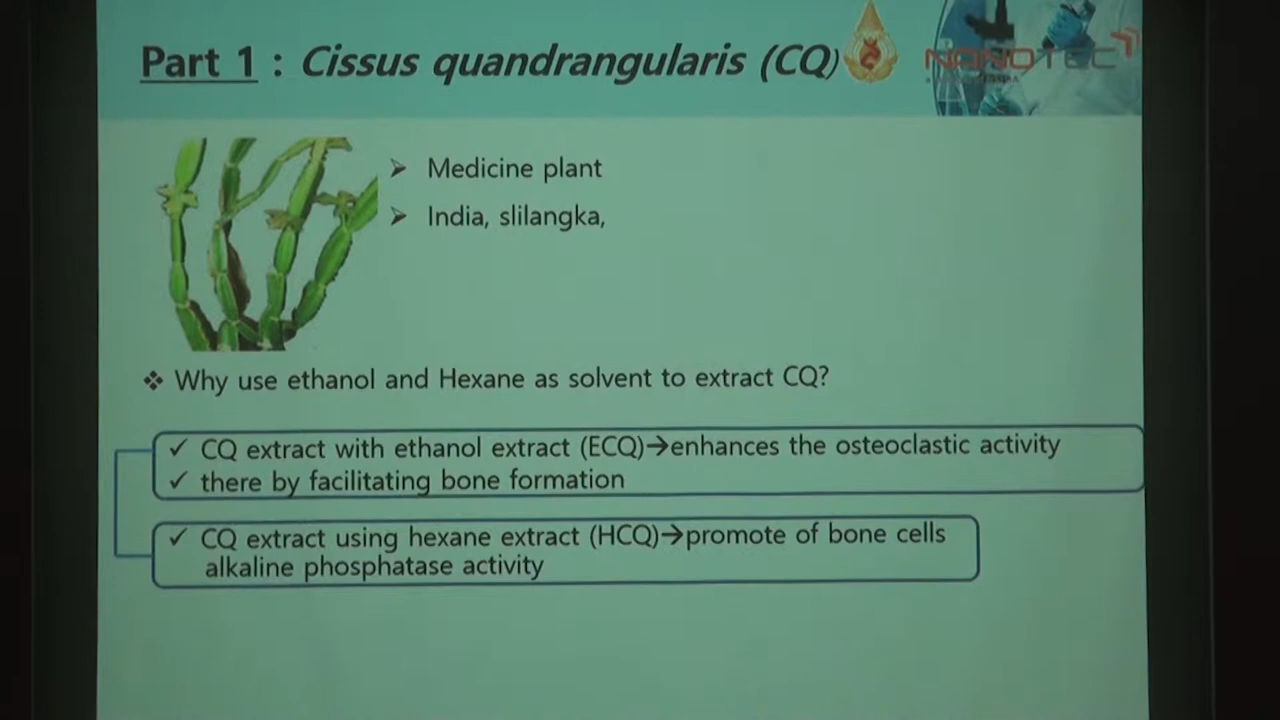 Part 1 : Cissus quandrangularis (CQ)
NANOTEC
Medicine plant
India, slilangka,
Why use ethanol and Hexane as solvent to extract CQ?
✓ CQ extract with ethanol extract (ECQ)→enhances the osteoclastic activity
✓ there by facilitating bone formation
✓ CQ extract using hexane extract (HCQ)→promote of bone cells
alkaline phosphatase activity